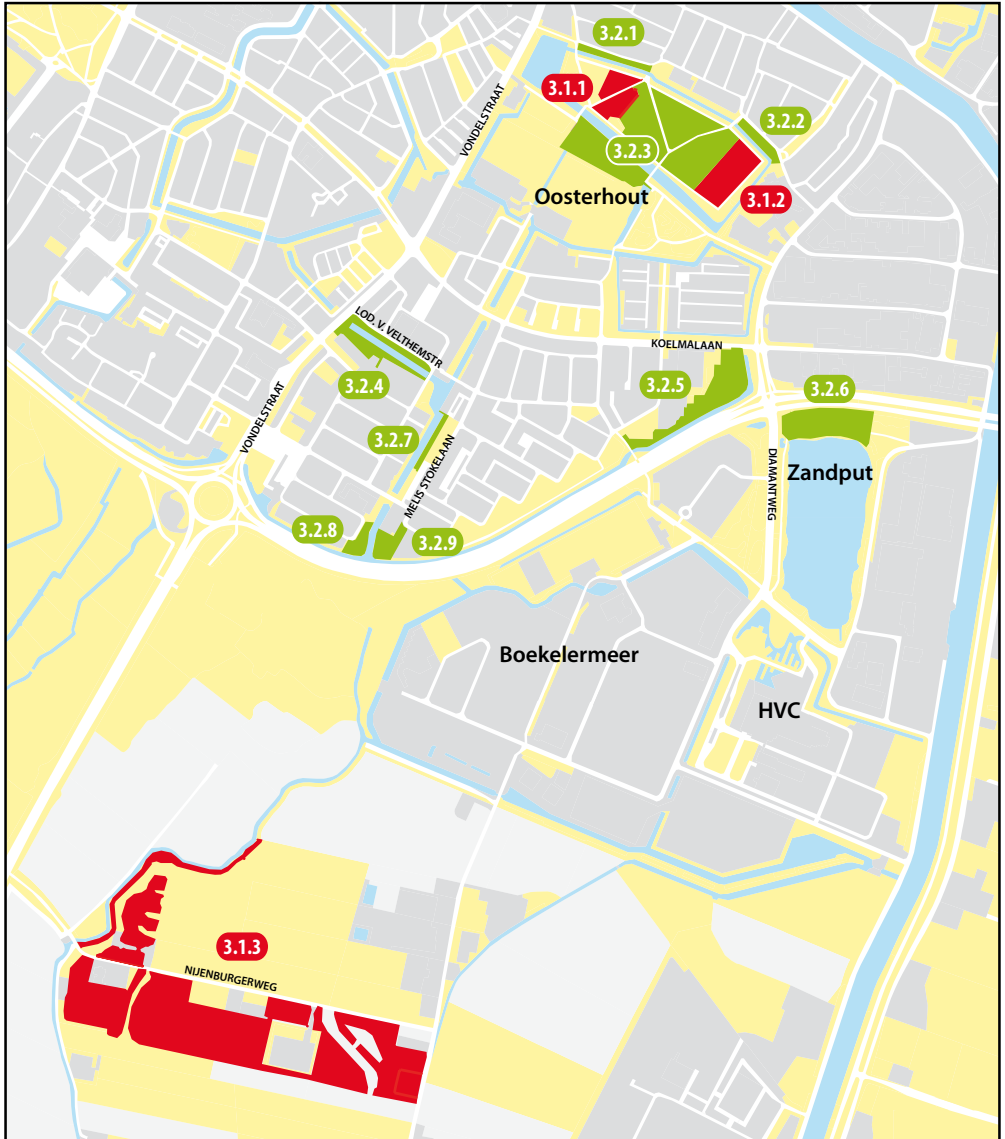 3.2.1
3.1.1
VONDELSTRAAT
3.2.2
3.2.3
Oosterhout
3.1.2
LOD. V. VELTHEMSTR
KOELMALAAN
3.2.4
3.2.5
3.2.6
VONDELSTRAAT
3.2.7
MELIS STOKELAAN
DIAMANTWEG
Zandput
3.2.8
3.2.9
Boekelermeer
HVC
3.1.3
NIJENBURGERWEG